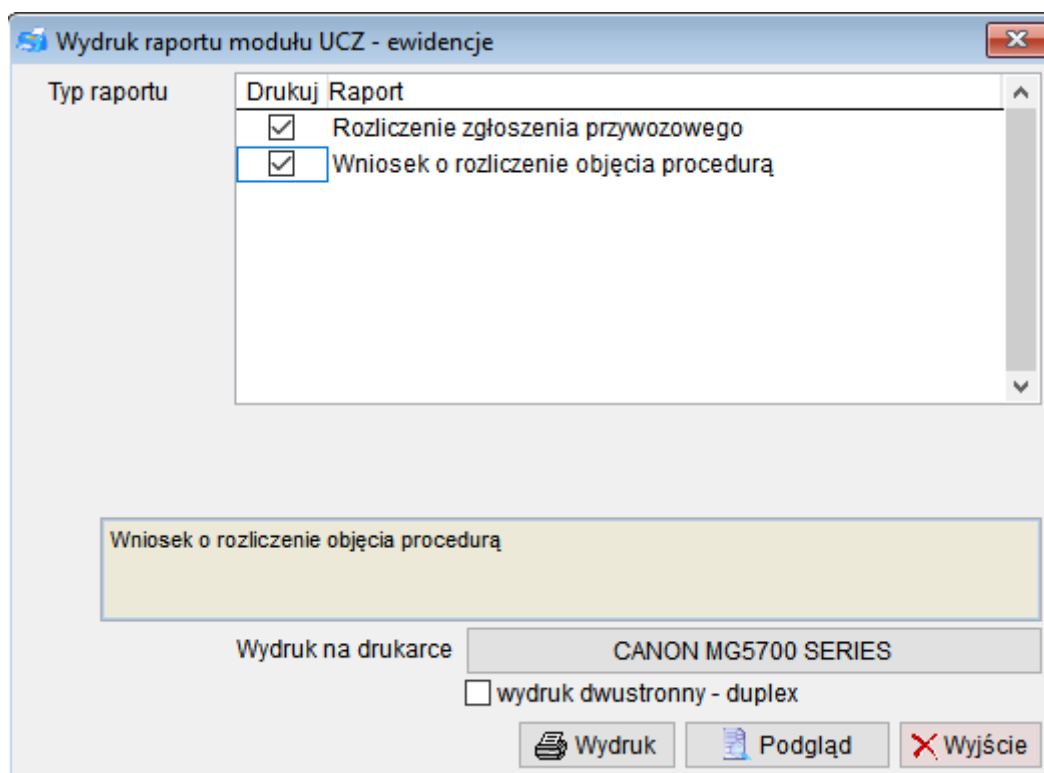 Wydruk raportu modułu UCZ - ewidencje
Typ raportu
Drukuj Raport
Rozliczenie zgłoszenia przywozowego
Wniosek o rozliczenie objęcia procedurą
Wniosek o rozliczenie objęcia procedurą
Wydruk na drukarce CANON MG5700 SERIES
wydruk dwustronny - duplex
Wydruk Podgląd Wyjście